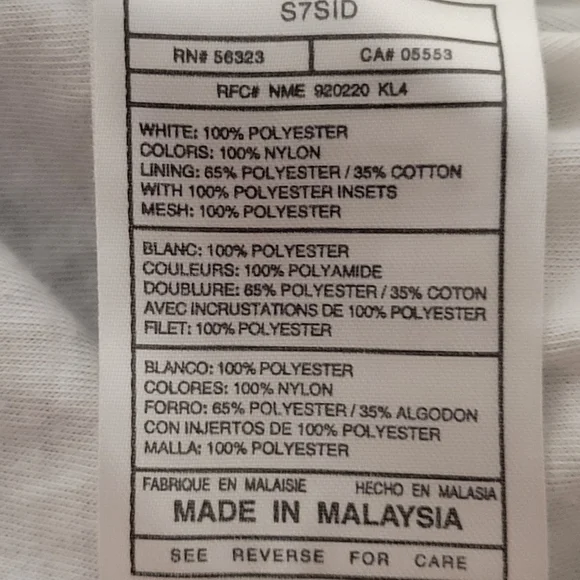 S7SID
RN# 56323 CA# 05553
RFC# NME 920220 KL4
WHITE: 100% POLYESTER
COLORS: 100% NYLON
LINING: 65% POLYESTER / 35% COTTON
WITH 100% POLYESTER INSETS
MESH: 100% POLYESTER
BLANC: 100% POLYESTER
COULEURS: 100% POLYAMIDE
DOUBLURE: 65% POLYESTER / 35% COTON
AVEC INCRUSTATIONS DE 100% POLYESTER
FILET: 100% POLYESTER
BLANCO: 100% POLYESTER
COLORES: 100% NYLON
FORRO: 65% POLYESTER / 35% ALGODON
CON INJERTOS DE 100% POLYESTER
MALLA: 100% POLYESTER
FABRIQUE EN MALAISIE HECHO EN MALASIA
MADE IN MALAYSIA
SEE REVERSE FOR CARE